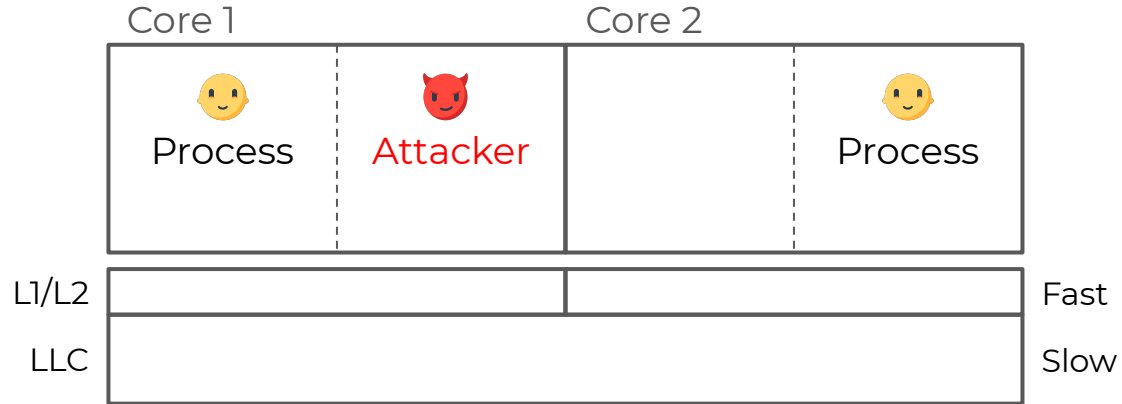 Core 1
Core 2
Process
Attacker
Process
L1/L2
Fast
LLC
Slow